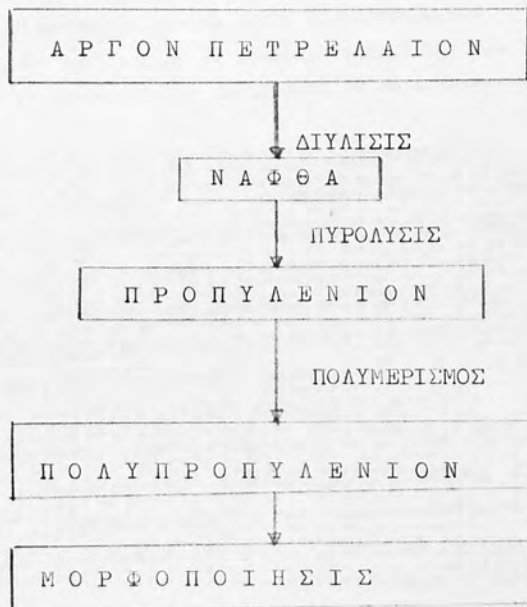 ΑΡΓΟΝ ΠΕΤΡΕΛΑΙΟΝ
ΔΙΥΛΙΣΙΣ
ΝΑΦΘΑ
ΠΥΡΟΛΥΣΙΣ
ΠΡΟΠΥΛΕΝΙΟΝ
ΠΟΛΥΜΕΡΙΣΜΟΣ
ΠΟΛΥΠΡΟΠΥΛΕΝΙΟΝ
ΜΟΡΦΟΠΟΙΗΣΙΣ